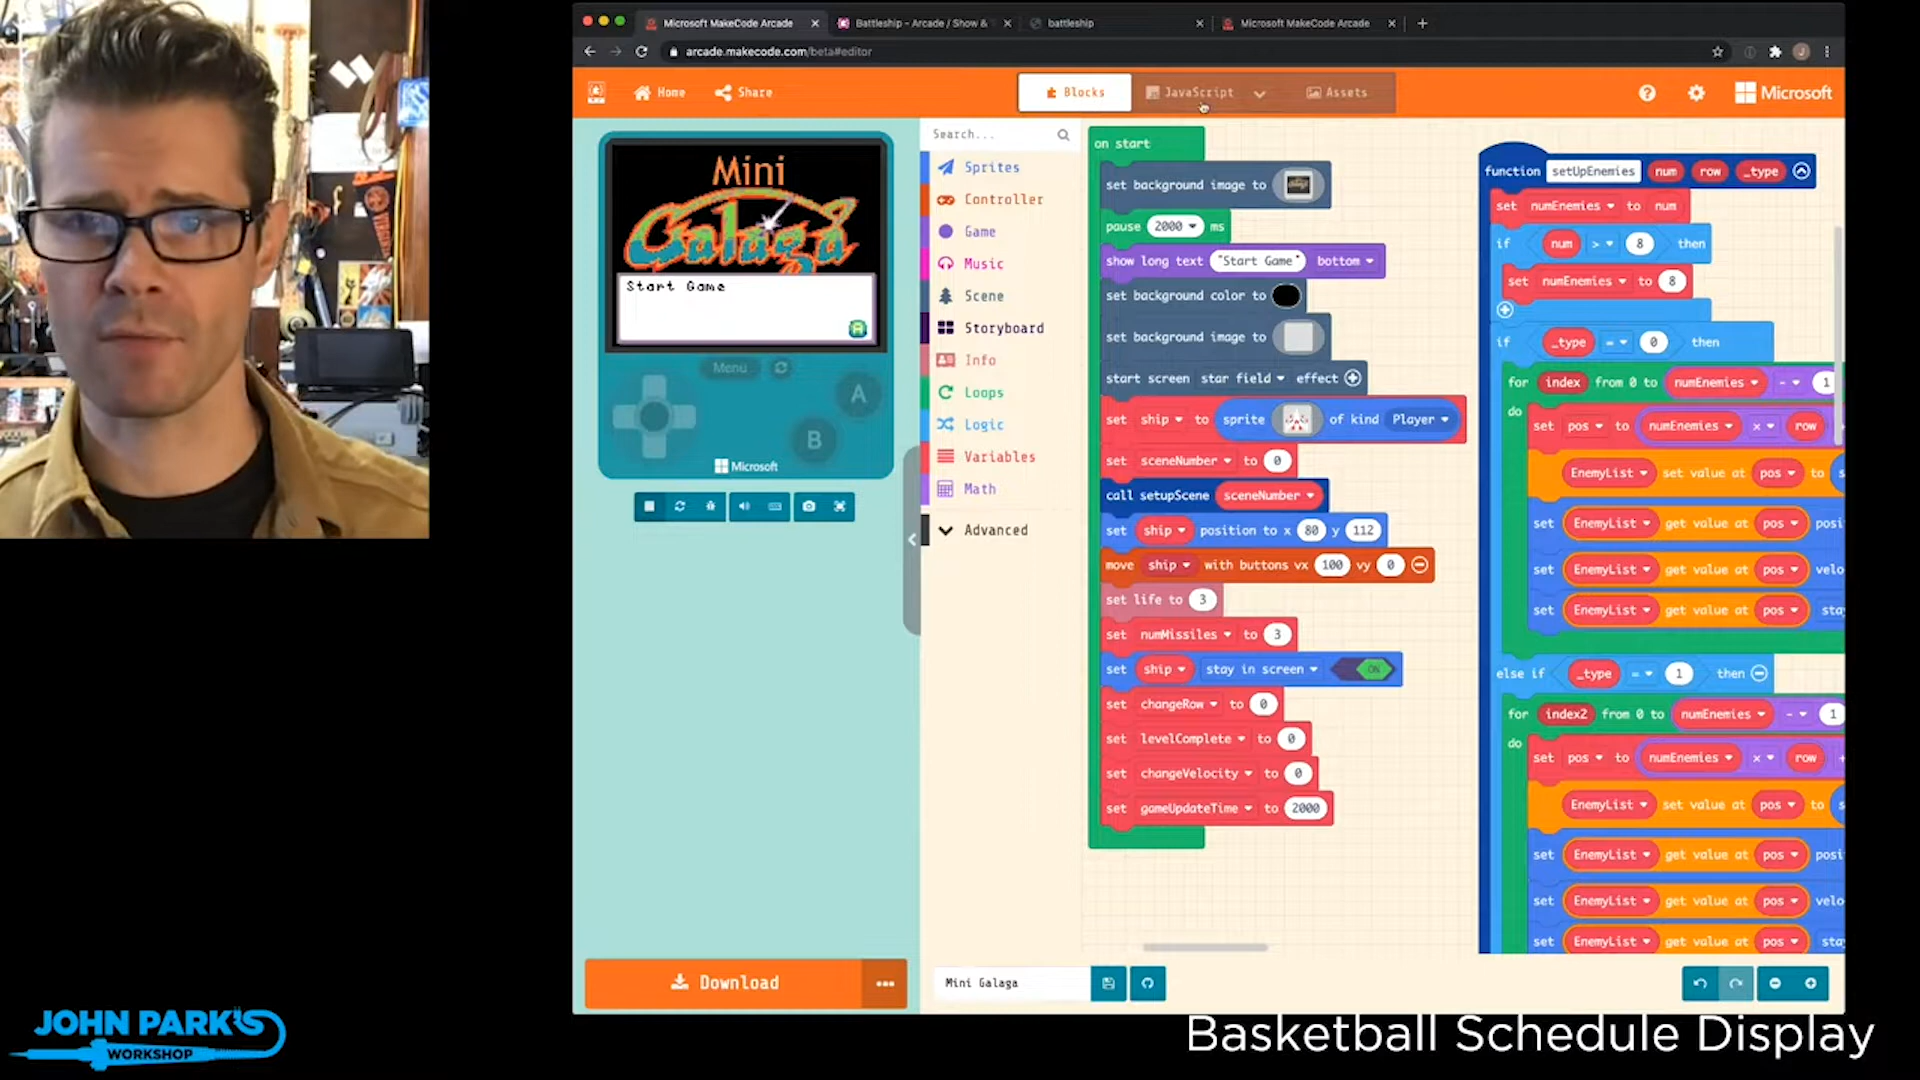 Microsoft MakeCode Arcade
Battleship - Arcade / Show &
battleship
Microsoft MakeCode Arcade
arcade.makecode.com/beta#editor
Home
Share
Blocks
JavaScript
Assets
Microsoft
Mini
Galaga
Start Game
Menu
A
B
Microsoft
Download
Search...
Sprites
Controller
Game
Music
Scene
Storyboard
Info
Loops
Logic
Variables
Math
Advanced
on start
set background image to
pause 2000 ms
show long text "Start Game" bottom
set background color to
set background image to
start screen star field effect
set ship to sprite of kind Player
set sceneNumber to 0
call setupScene sceneNumber
set ship position to x 80 y 112
move ship with buttons vx 100 vy 0
set life to 3
set numMissiles to 3
set ship stay in screen ON
set changeRow to 0
set levelComplete to 0
set changeVelocity to 0
set gameUpdateTime to 2000
function setUpEnemies num row _type
set numEnemies to num
if num > 8 then
set numEnemies to 8
if _type = 0 then
for index from 0 to numEnemies - 1
do set pos to numEnemies x row
EnemyList set value at pos to
set EnemyList get value at pos posi
set EnemyList get value at pos velo
set EnemyList get value at pos stay
else if _type = 1 then
for index2 from 0 to numEnemies - 1
do set pos to numEnemies x row +
EnemyList set value at pos to
set EnemyList get value at pos posi
set EnemyList get value at pos velo
set EnemyList get value at pos stay
Mini Galaga
JOHN PARK'S
WORKSHOP
Basketball Schedule Display